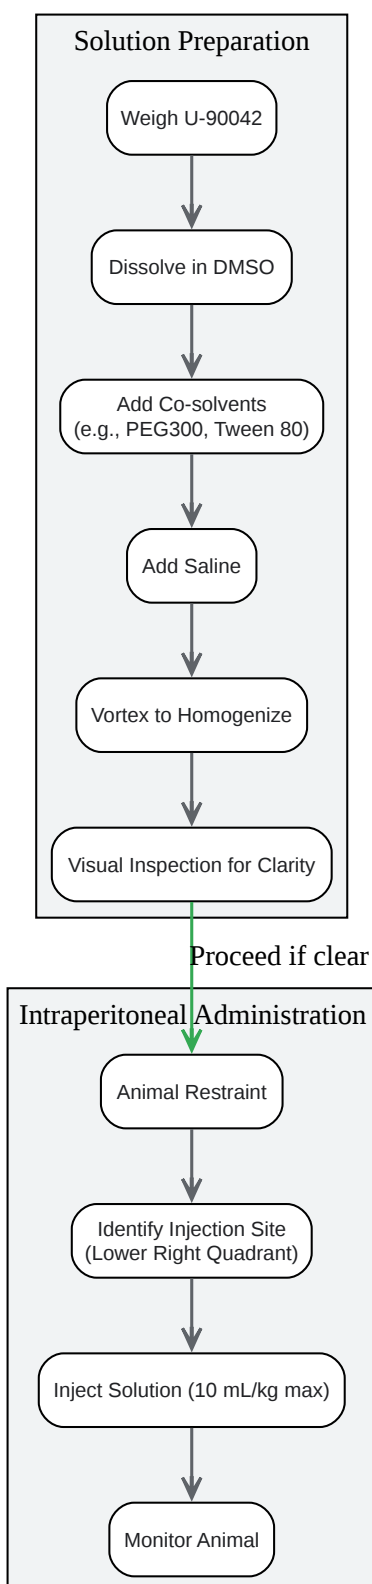 Solution Preparation
Weigh U-90042
Dissolve in DMSO
Add Co-solvents
(e.g., PEG300, Tween 80)
Add Saline
Vortex to Homogenize
Visual Inspection for Clarity
Proceed if clear
Intraperitoneal Administration
Animal Restraint
Identify Injection Site
(Lower Right Quadrant)
Inject Solution (10 mL/kg max)
Monitor Animal